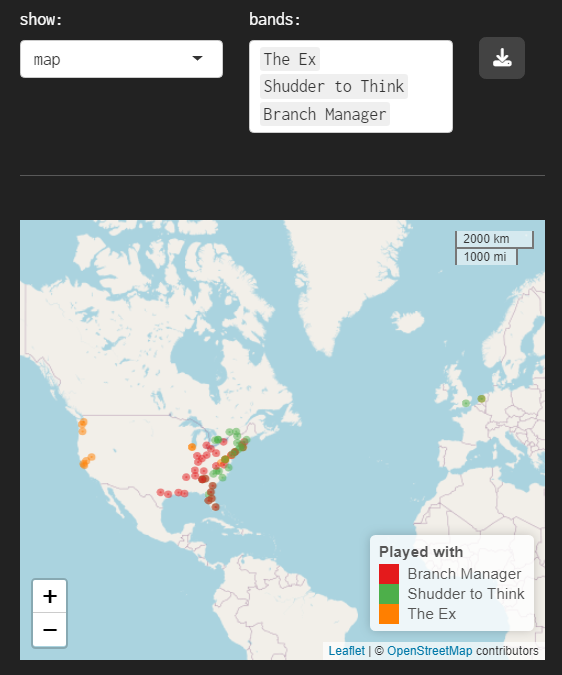 show:
bands:
map
The Ex
Shudder to Think
Branch Manager
2000 km
1000 mi
Played with
Branch Manager
Shudder to Think
The Ex
+
−
Leaflet | © OpenStreetMap contributors